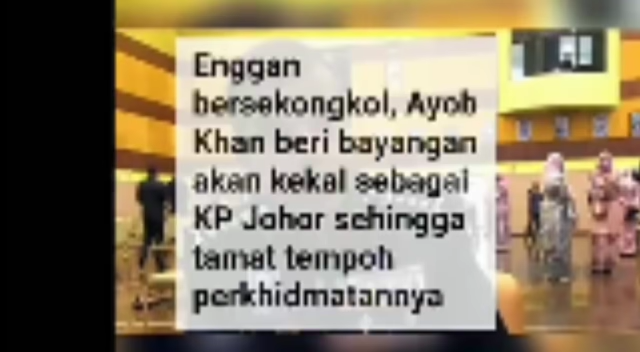 Enggan
bersekongkol, Ayob
Khan beri bayangan
akan kekal sebagai
KP Johor sehingga
tamat tempoh
perkhidmatannya